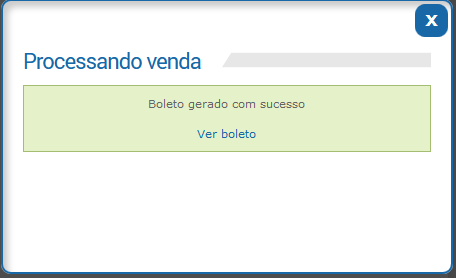 x
Processando venda
Boleto gerado com sucesso
Ver boleto